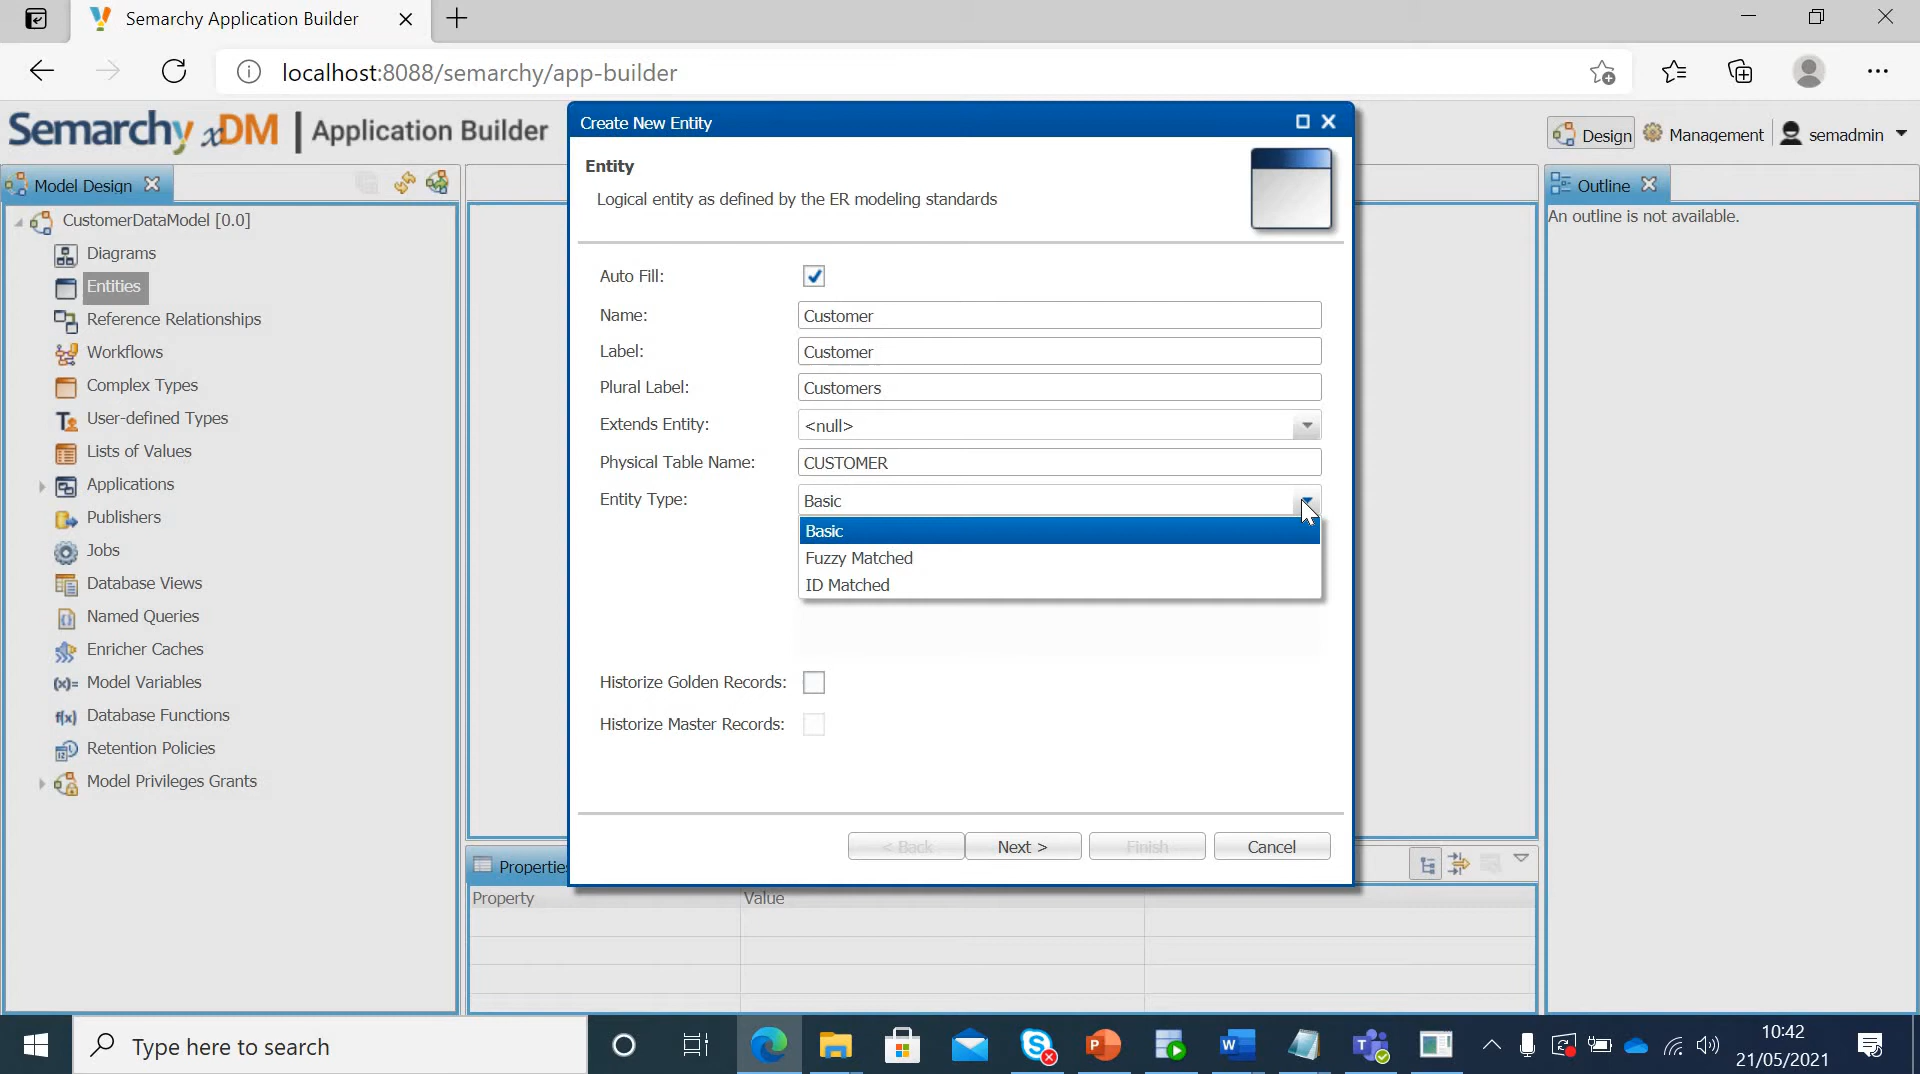 Semarchy Application Builder
localhost:8088/semarchy/app-builder
Semarchy xDM | Application Builder
Design
Management
semadmin
Model Design
CustomerDataModel [0.0]
Diagrams
Entities
Reference Relationships
Workflows
Complex Types
User-defined Types
Lists of Values
Applications
Publishers
Jobs
Database Views
Named Queries
Enricher Caches
Model Variables
Database Functions
Retention Policies
Model Privileges Grants
Create New Entity
Entity
Logical entity as defined by the ER modeling standards
Auto Fill:
Name: Customer
Label: Customer
Plural Label: Customers
Extends Entity: <null>
Physical Table Name: CUSTOMER
Entity Type: Basic
Basic
Fuzzy Matched
ID Matched
Historize Golden Records:
Historize Master Records:
< Back
Next >
Finish
Cancel
Outline
An outline is not available.
Properties
Property Value
Type here to search
10:42
21/05/2021